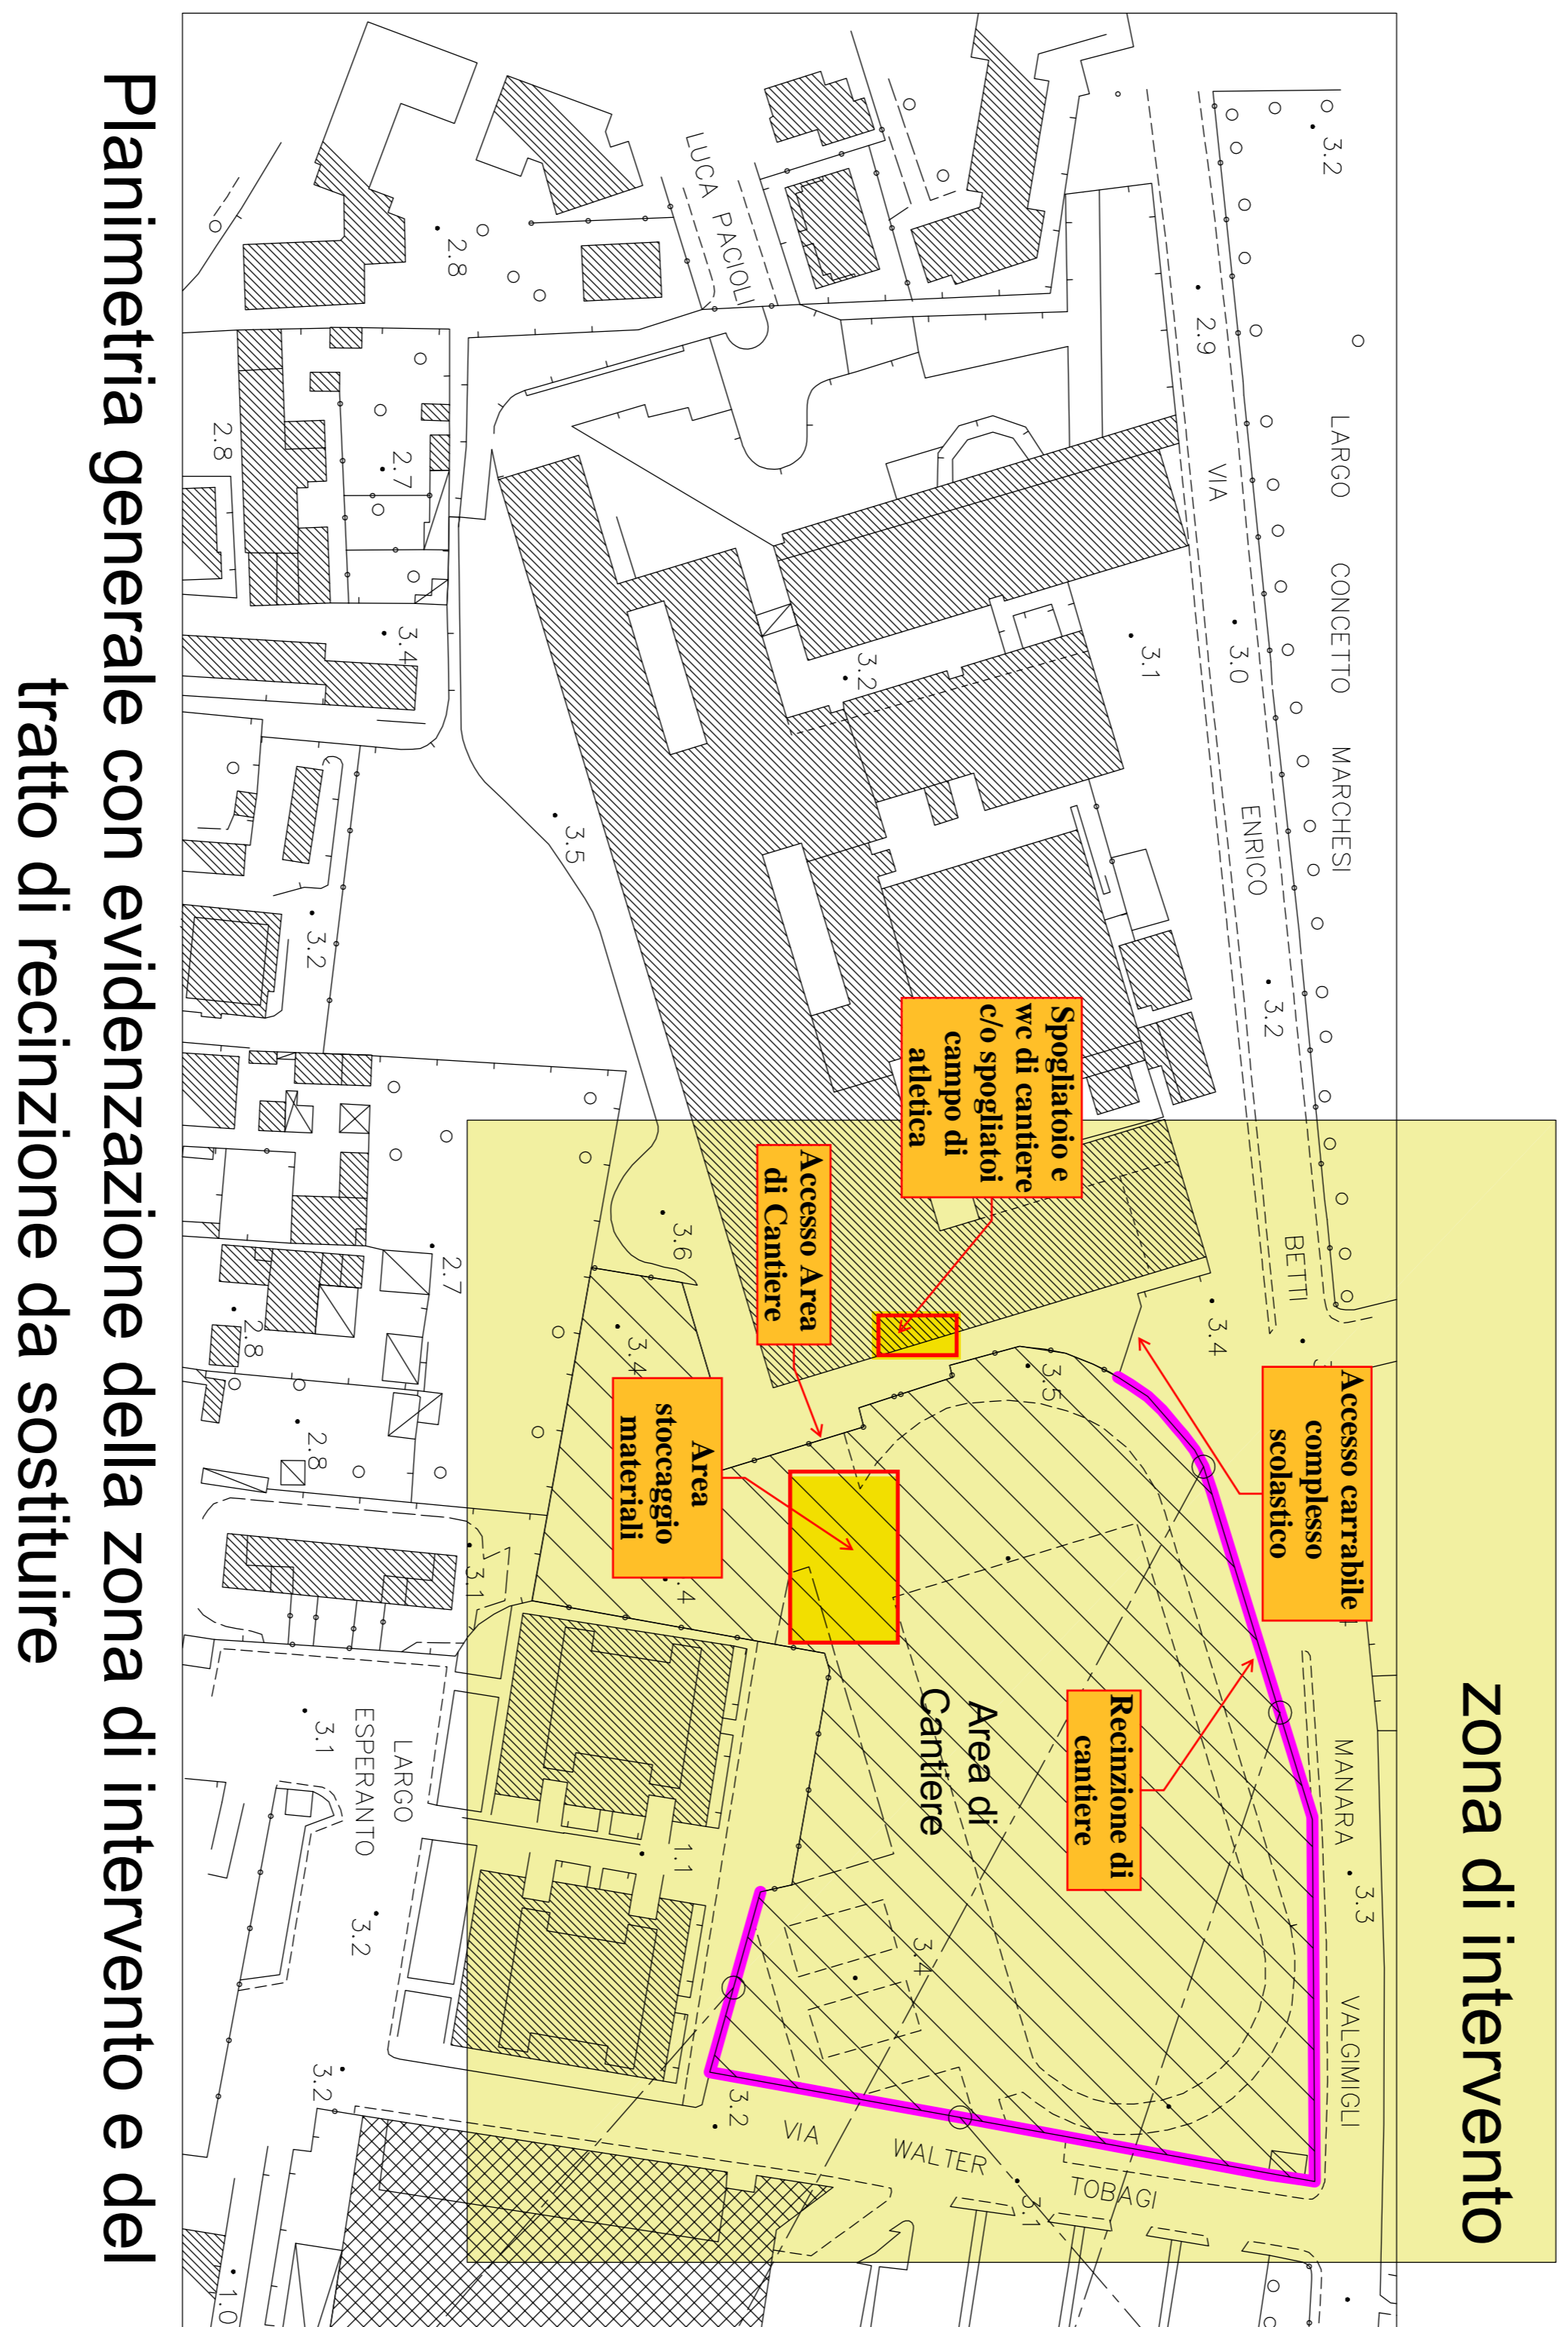 zona di intervento
3.2
LARGO CONCETTO MARCHESI
2.9
VIA ENRICO BETTI
3.0
3.1
3.2
3.4
LUCA PACIOLI
2.8
3.2
2.7
2.8
3.4
3.5
3.2
3.6
2.7
2.8
2.8
3.4
3.5
3.1
Spogliatoio e
wc di cantiere
c/o spogliatoi
campo di
atletica
Accesso Area
di Cantiere
Accesso carrabile
complesso
scolastico
Area
stoccaggio
materiali
Recinzione di
cantiere
Area di
Cantiere
MANARA VALGIMIGLI
3.3
3.4
.4
LARGO
ESPERANTO
3.1
3.2
1.1
3.2
3.2
VIA WALTER TOBAGI
3.1
1.0
Planimetria generale con evidenzazione della zona di intervento e del
tratto di recinzione da sostituire